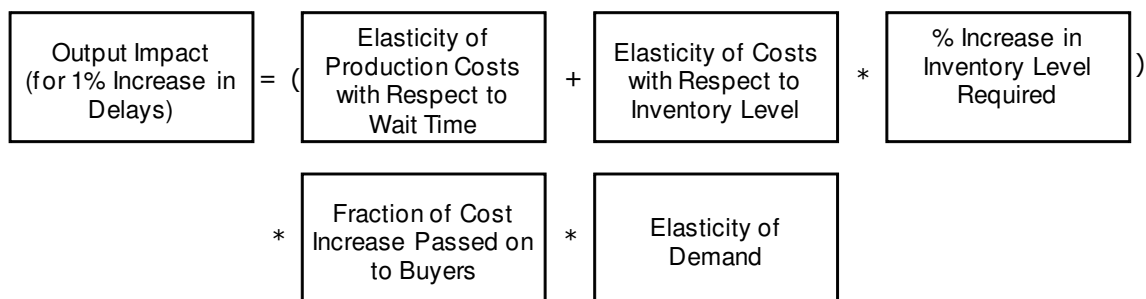 Output Impact
(for 1% Increase in
Delays)
= (
Elasticity of
Production Costs
with Respect to
Wait Time
+
Elasticity of Costs
with Respect to
Inventory Level
*
% Increase in
Inventory Level
Required
)
*
Fraction of Cost
Increase Passed on
to Buyers
*
Elasticity of
Demand